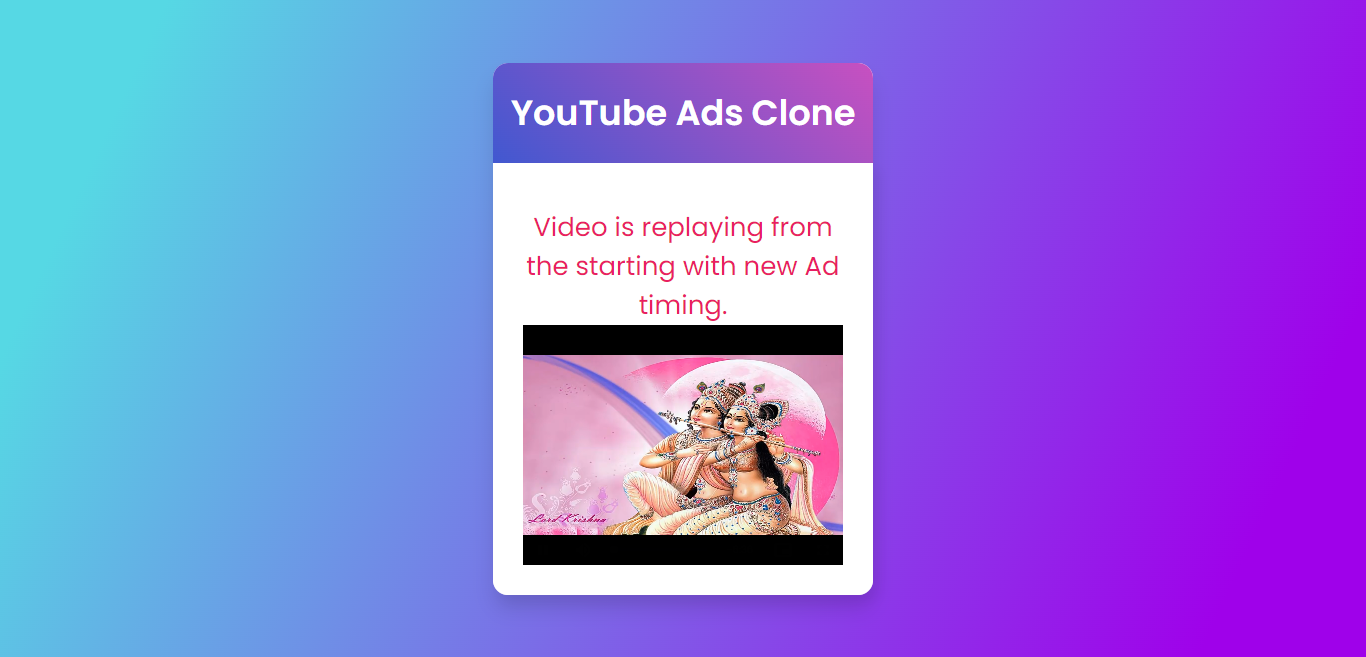 YouTube Ads Clone
Video is replaying from
the starting with new Ad
timing.
Lord Krishna